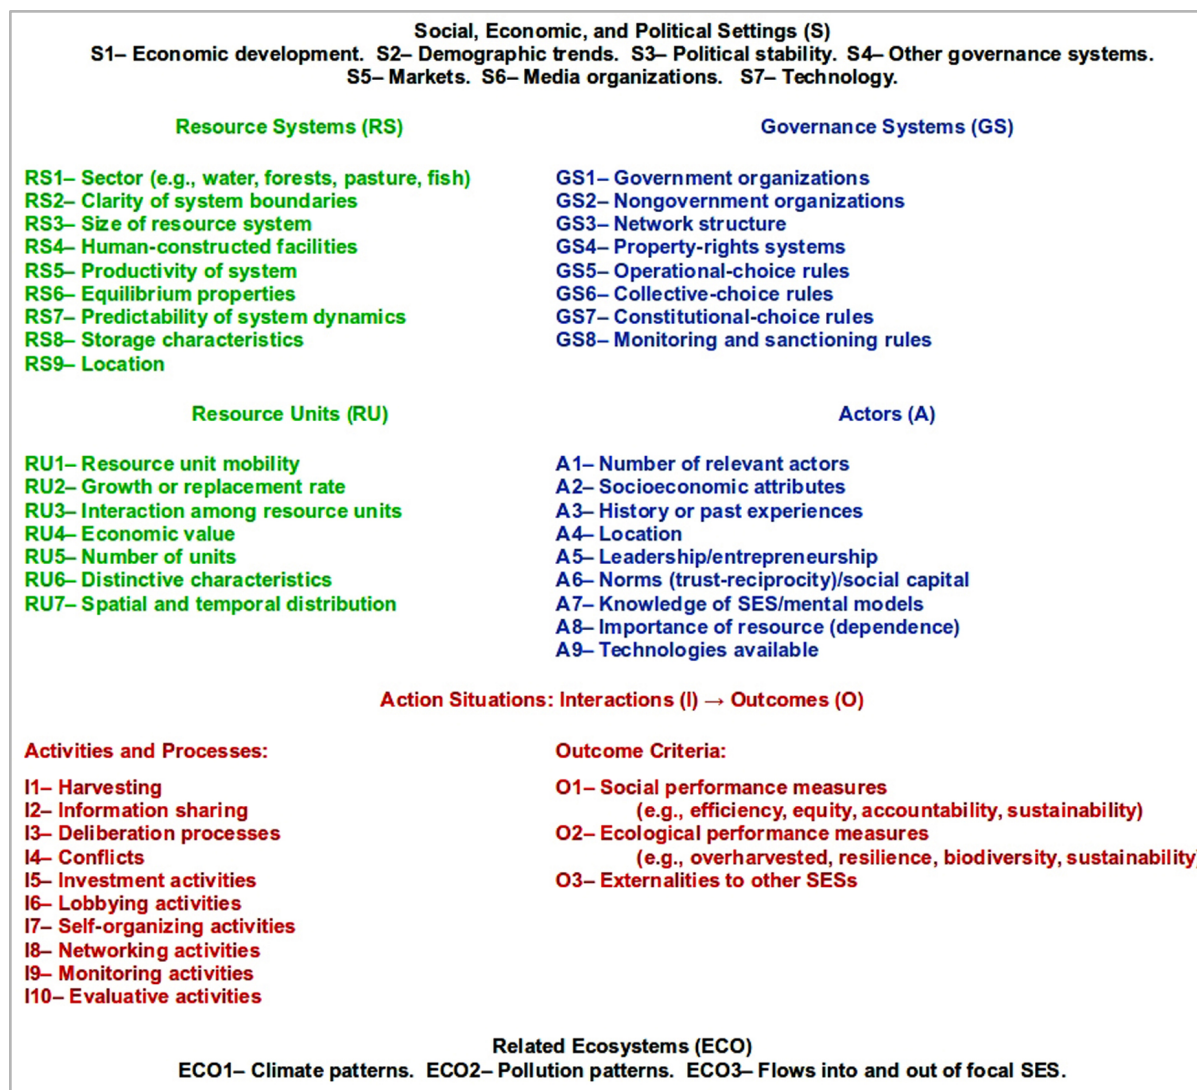 Social, Economic, and Political Settings (S)
S1– Economic development.  S2– Demographic trends.  S3– Political stability.  S4– Other governance systems.
S5– Markets.  S6– Media organizations.   S7– Technology.
Resource Systems (RS)
RS1– Sector (e.g., water, forests, pasture, fish)
RS2– Clarity of system boundaries
RS3– Size of resource system
RS4– Human-constructed facilities
RS5– Productivity of system
RS6– Equilibrium properties
RS7– Predictability of system dynamics
RS8– Storage characteristics
RS9– Location
Governance Systems (GS)
GS1– Government organizations
GS2– Nongovernment organizations
GS3– Network structure
GS4– Property-rights systems
GS5– Operational-choice rules
GS6– Collective-choice rules
GS7– Constitutional-choice rules
GS8– Monitoring and sanctioning rules
Resource Units (RU)
RU1– Resource unit mobility
RU2– Growth or replacement rate
RU3– Interaction among resource units
RU4– Economic value
RU5– Number of units
RU6– Distinctive characteristics
RU7– Spatial and temporal distribution
Actors (A)
A1– Number of relevant actors
A2– Socioeconomic attributes
A3– History or past experiences
A4– Location
A5– Leadership/entrepreneurship
A6– Norms (trust-reciprocity)/social capital
A7– Knowledge of SES/mental models
A8– Importance of resource (dependence)
A9– Technologies available
Action Situations: Interactions (I) → Outcomes (O)
Activities and Processes:
I1– Harvesting
I2– Information sharing
I3– Deliberation processes
I4– Conflicts
I5– Investment activities
I6– Lobbying activities
I7– Self-organizing activities
I8– Networking activities
I9– Monitoring activities
I10– Evaluative activities
Outcome Criteria:
O1– Social performance measures
(e.g., efficiency, equity, accountability, sustainability)
O2– Ecological performance measures
(e.g., overharvested, resilience, biodiversity, sustainability)
O3– Externalities to other SESs
Related Ecosystems (ECO)
ECO1– Climate patterns.  ECO2– Pollution patterns.  ECO3– Flows into and out of focal SES.